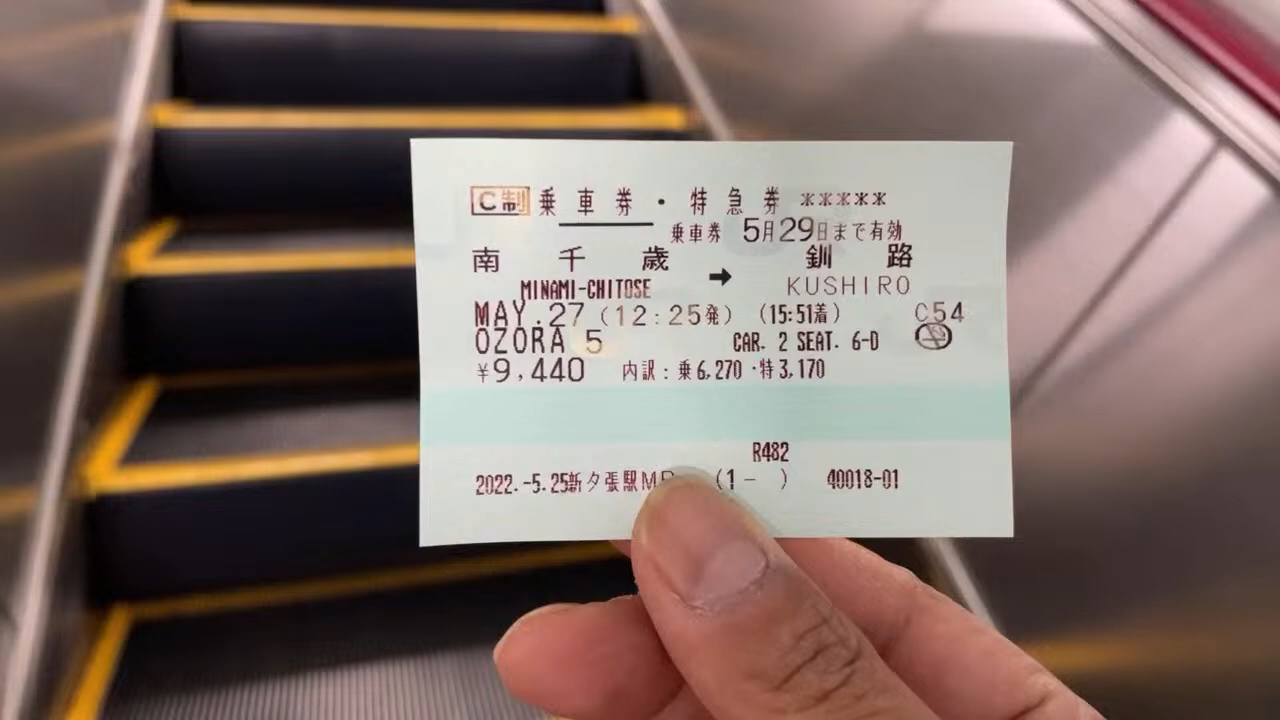 C制 乗車券・特急券 *****
乗車券 5月29日まで有効
南千歳 → 釧路
MINAMI-CHITOSE KUSHIRO
MAY.27 (12:25発) (15:51着) C54
OZORA 5 CAR. 2 SEAT. 6-D
¥9,440 内訳:乗6,270・特3,170
R482
2022.-5.25新夕張駅 (1- ) 40018-01